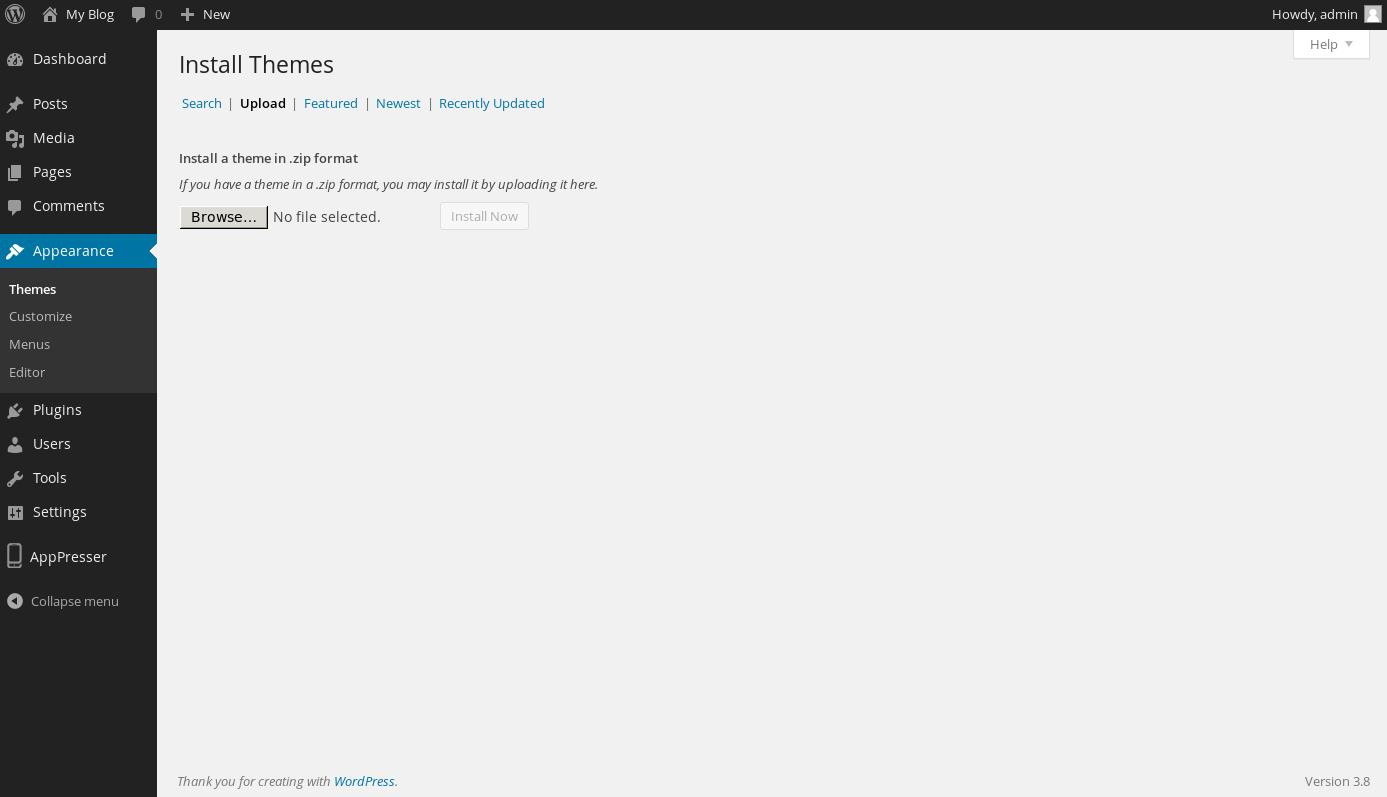 My Blog 0 New Howdy, admin
Dashboard
Posts
Media
Pages
Comments
Appearance
Themes
Customize
Menus
Editor
Plugins
Users
Tools
Settings
AppPresser
Collapse menu
Help
Install Themes
Search | Upload | Featured | Newest | Recently Updated
Install a theme in .zip format
If you have a theme in a .zip format, you may install it by uploading it here.
Browse... No file selected. Install Now
Thank you for creating with WordPress. Version 3.8